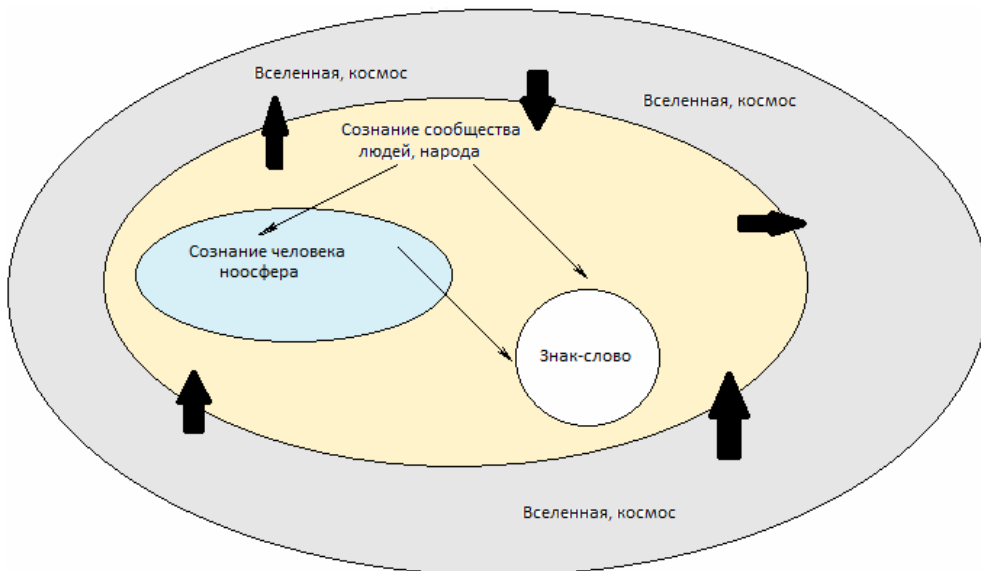 Вселенная, космос
Вселенная, космос
Сознание сообщества
людей, народа
Сознание человека
ноосфера
Знак-слово
Вселенная, космос